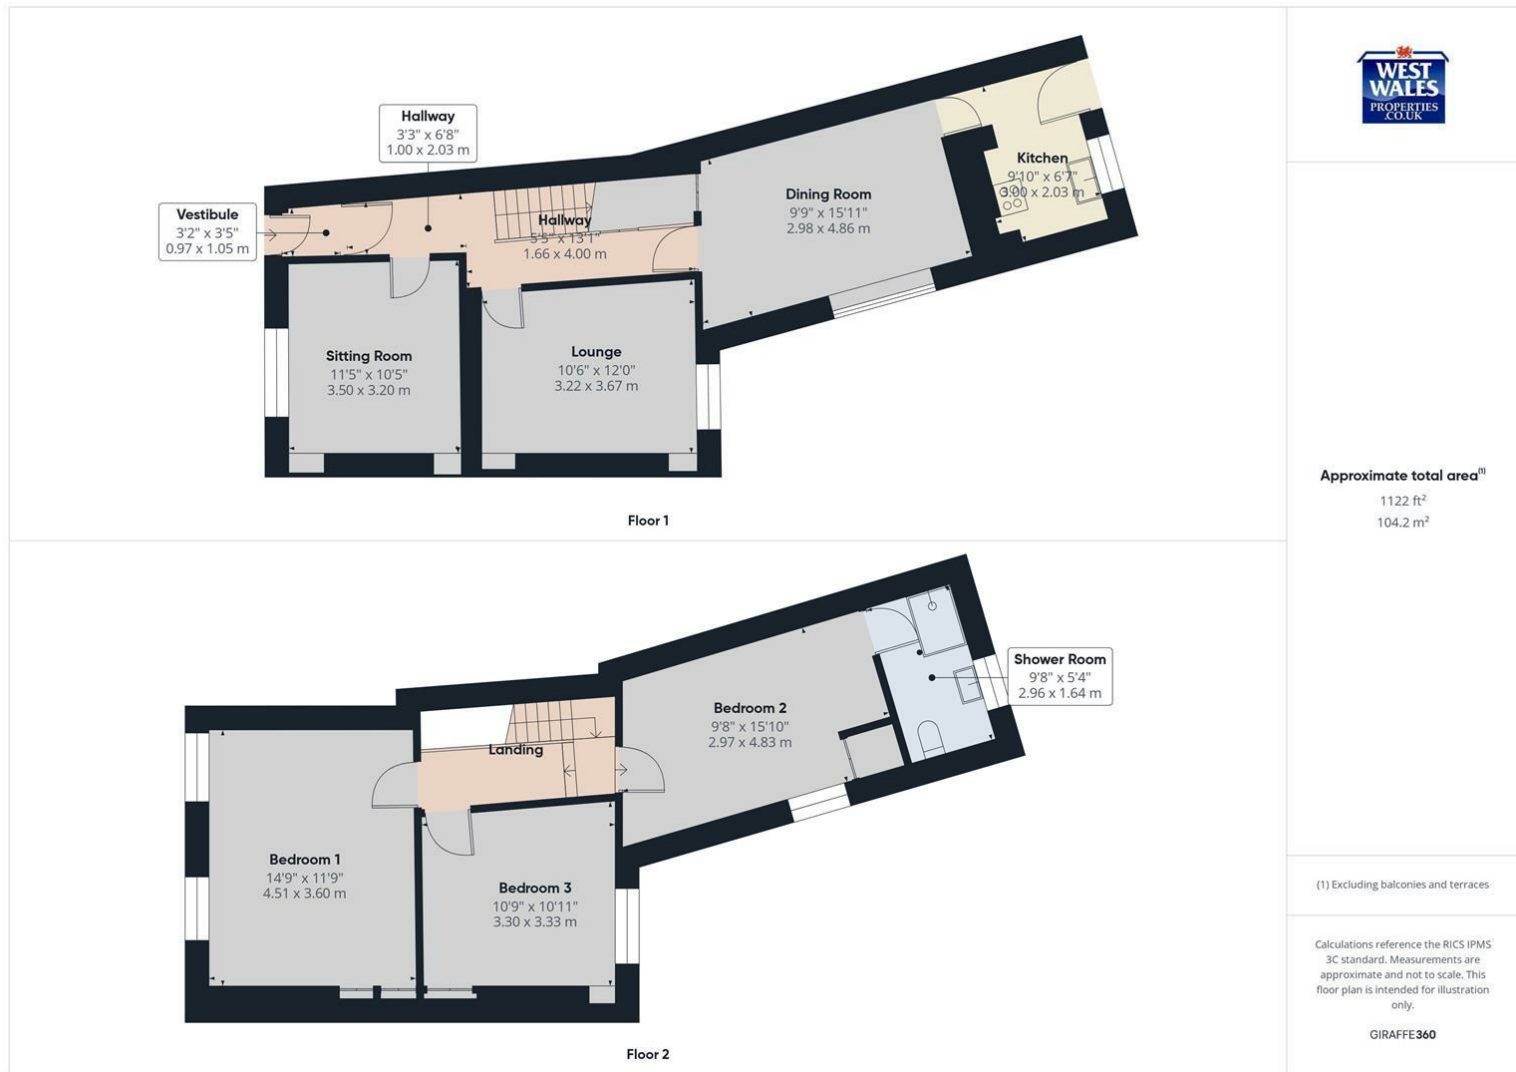 Hallway
3'3" x 6'8"
1.00 x 2.03 m
Vestibule
3'2" x 3'5"
0.97 x 1.05 m
Hallway
5'5" x 13'1"
1.66 x 4.00 m
Dining Room
9'9" x 15'11"
2.98 x 4.86 m
Kitchen
9'10" x 6'7"
3.00 x 2.03 m
Sitting Room
11'5" x 10'5"
3.50 x 3.20 m
Lounge
10'6" x 12'0"
3.22 x 3.67 m
Floor 1
Shower Room
9'8" x 5'4"
2.96 x 1.64 m
Bedroom 2
9'8" x 15'10"
2.97 x 4.83 m
Landing
Bedroom 1
14'9" x 11'9"
4.51 x 3.60 m
Bedroom 3
10'9" x 10'11"
3.30 x 3.33 m
Floor 2
WEST
WALES
PROPERTIES
.CO.UK
Approximate total area(1)
1122 ft²
104.2 m²
(1) Excluding balconies and terraces
Calculations reference the RICS IPMS
3C standard. Measurements are
approximate and not to scale. This
floor plan is intended for illustration
only.
GIRAFFE360